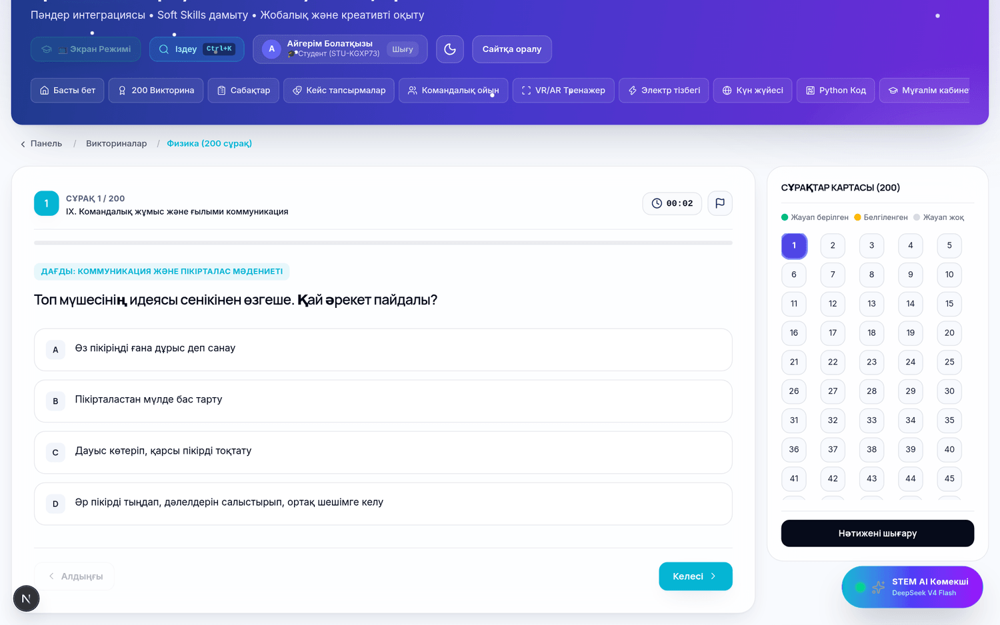 Пәндер интеграциясы • Soft Skills дамыту • Жобалық және креативті оқыту
Экран Режимі
Іздеу Ctrl+K
A
Айгерім Болатқызы
Студент (STU-KGXP73)
Шығу
Сайтқа оралу
Басты бет
200 Викторина
Сабақтар
Кейс тапсырмалар
Командалық ойын
VR/AR Тренажер
Электр тізбегі
Күн жүйесі
Python Код
Мұғалім кабине
Панель / Викториналар / Физика (200 сұрақ)
1
СҰРАҚ 1 / 200
IX. Командалық жұмыс және ғылыми коммуникация
00:02
ДАҒДЫ: КОММУНИКАЦИЯ ЖӘНЕ ПІКІРТАЛАС МӘДЕНИЕТІ
Топ мүшесінің идеясы сенікінен өзгеше. Қай әрекет пайдалы?
A Өз пікіріңді ғана дұрыс деп санау
B Пікірталастан мүлде бас тарту
C Дауыс көтеріп, қарсы пікірді тоқтату
D Әр пікірді тыңдап, дәлелдерін салыстырып, ортақ шешімге келу
Алдыңғы
Келесі
N
СҰРАҚТАР КАРТАСЫ (200)
Жауап берілген Белгіленген Жауап жоқ
1 2 3 4 5
6 7 8 9 10
11 12 13 14 15
16 17 18 19 20
21 22 23 24 25
26 27 28 29 30
31 32 33 34 35
36 37 38 39 40
41 42 43 44 45
Нәтижені шығару
STEM AI Көмекші
DeepSeek V4 Flash